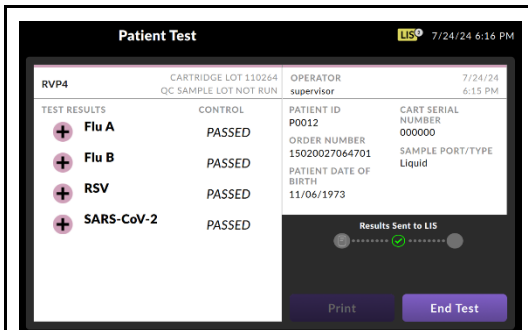 Patient Test
LIS 7/24/24 6:16 PM
RVP4
CARTRIDGE LOT 110264
QC SAMPLE LOT NOT RUN
OPERATOR
supervisor
7/24/24
6:15 PM
TEST RESULTS CONTROL
Flu A PASSED
Flu B PASSED
RSV PASSED
SARS-CoV-2 PASSED
PATIENT ID
P0012
ORDER NUMBER
15020027064701
PATIENT DATE OF
BIRTH
11/06/1973
CART SERIAL
NUMBER
000000
SAMPLE PORT/TYPE
Liquid
Results Sent to LIS
Print
End Test